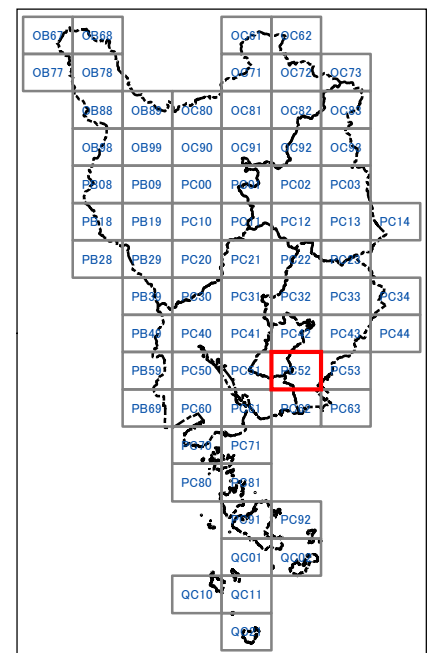 OB67 OB68 OC61 OC62
OB77 OB78 OC71 OC72 OC73
OB88 OB89 OC80 OC81 OC82 OC83
OB98 OB99 OC90 OC91 OC92 OC93
PB08 PB09 PC00 PC01 PC02 PC03
PB18 PB19 PC10 PC11 PC12 PC13 PC14
PB28 PB29 PC20 PC21 PC22 PC23
PB39 PC30 PC31 PC32 PC33 PC34
PB49 PC40 PC41 PC42 PC43 PC44
PB59 PC50 PC51 PC52 PC53
PB69 PC60 PC61 PC62 PC63
PC70 PC71
PC80 PC81
PC91 PC92
QC01 QC02
QC10 QC11
QC21